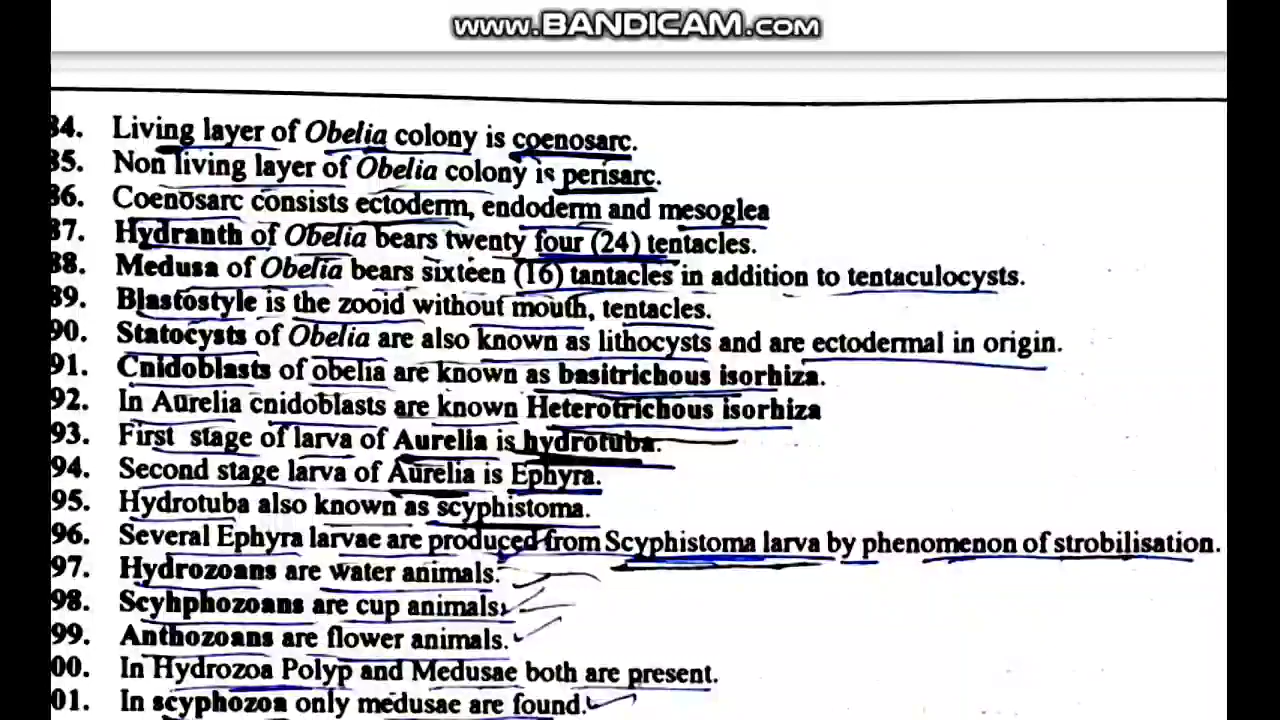 www.BANDICAM.com
34. Living layer of Obelia colony is coenosarc.
35. Non living layer of Obelia colony is perisarc.
36. Coenosarc consists ectoderm, endoderm and mesoglea
37. Hydranth of Obelia bears twenty four (24) tentacles.
38. Medusa of Obelia bears sixteen (16) tantacles in addition to tentaculocysts.
39. Blastostyle is the zooid without mouth, tentacles.
90. Statocysts of Obelia are also known as lithocysts and are ectodermal in origin.
91. Cnidoblasts of obelia are known as basitrichous isorhiza.
92. In Aurelia cnidoblasts are known Heterotrichous isorhiza
93. First stage of larva of Aurelia is hydrotuba.
94. Second stage larva of Aurelia is Ephyra.
95. Hydrotuba also known as scyphistoma.
96. Several Ephyra larvae are produced from Scyphistoma larva by phenomenon of strobilisation.
97. Hydrozoans are water animals.
98. Scyhphozoans are cup animals.
99. Anthozoans are flower animals.
00. In Hydrozoa Polyp and Medusae both are present.
01. In scyphozoa only medusae are found.